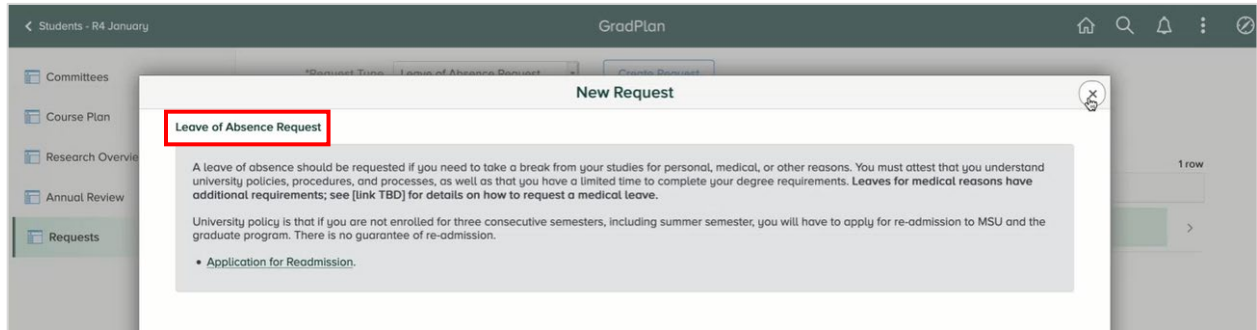 Students - R4 January
GradPlan
Committees
*Request Type Leave of Absence Request Create Request
New Request
Course Plan
Leave of Absence Request
Research Overvie
A leave of absence should be requested if you need to take a break from your studies for personal, medical, or other reasons. You must attest that you understand
university policies, procedures, and processes, as well as that you have a limited time to complete your degree requirements. Leaves for medical reasons have
additional requirements; see [link TBD] for details on how to request a medical leave.
1 row
Annual Review
University policy is that if you are not enrolled for three consecutive semesters, including summer semester, you will have to apply for re-admission to MSU and the
graduate program. There is no guarantee of re-admission.
Requests
• Application for Readmission.